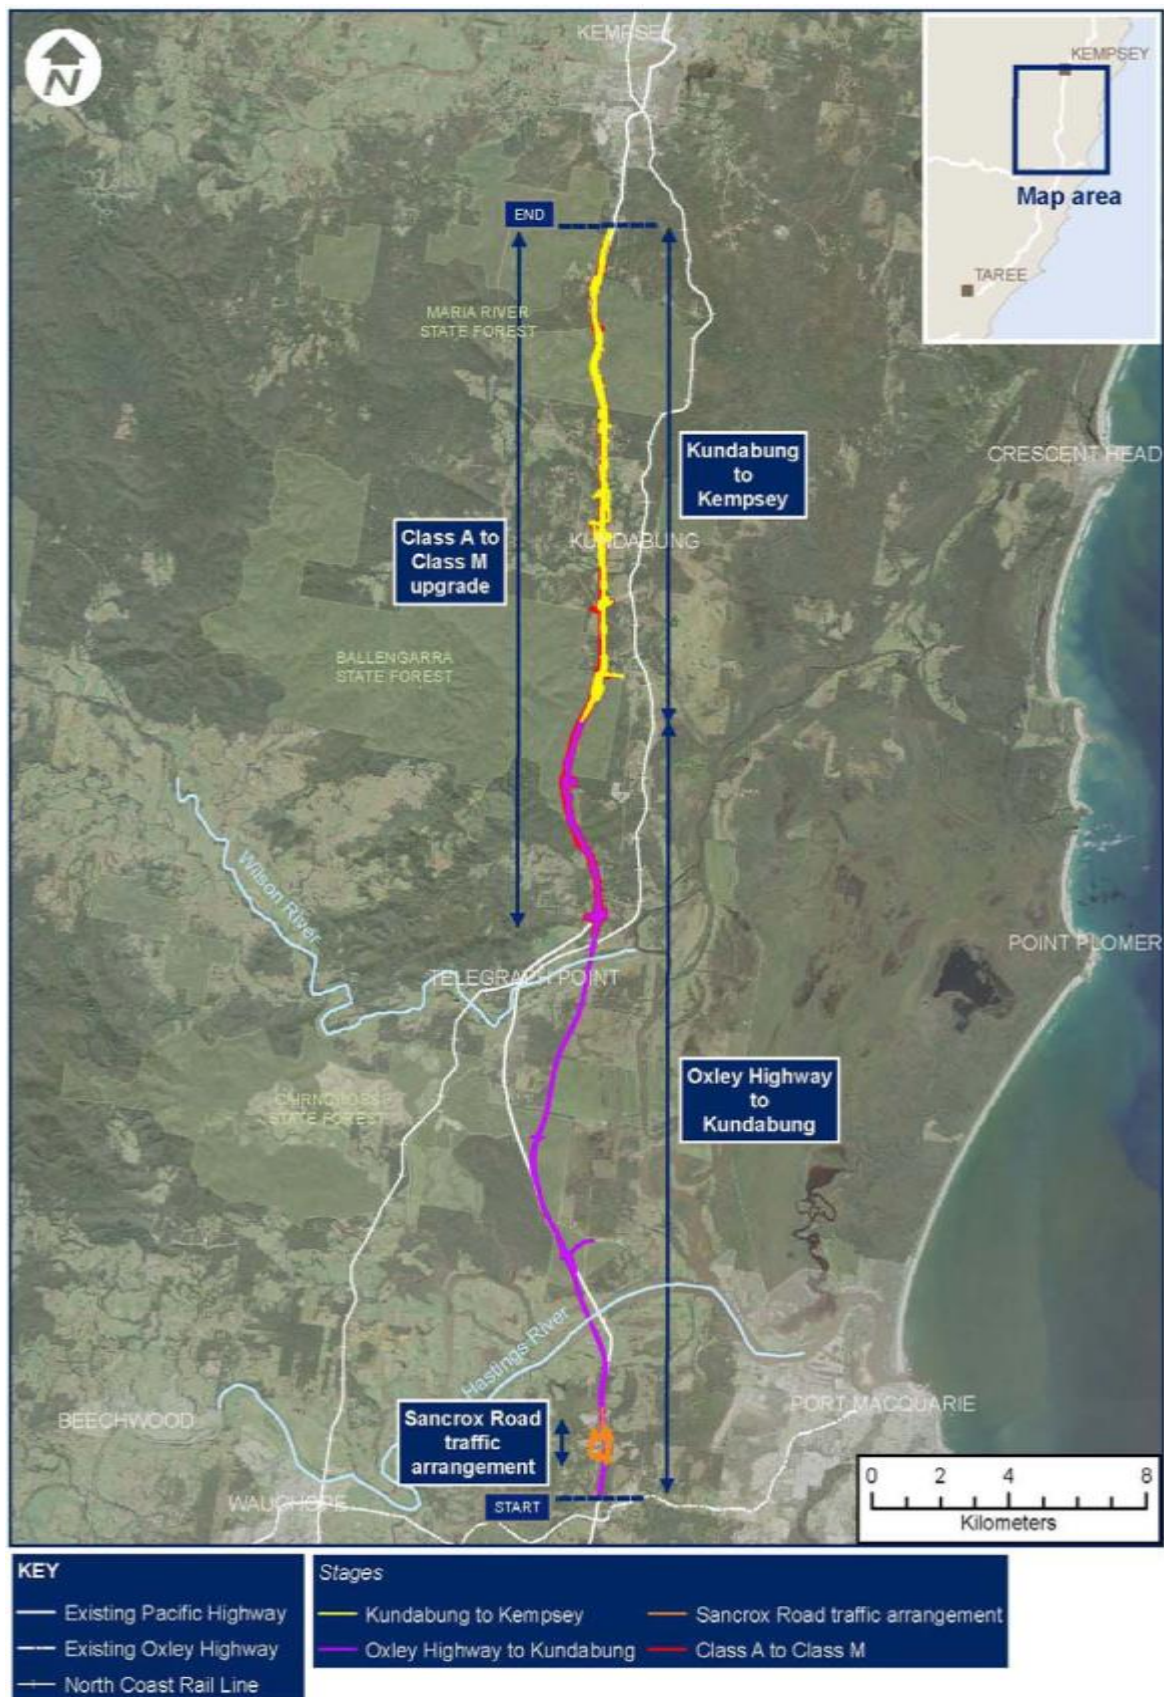 KEMPSEY
N
KEMPSEY
Map area
TAREE
END
MARIA RIVER
STATE FOREST
Kundabung
to
Kempsey
CRESCENT HEAD
Class A to
Class M
upgrade
KUNDABUNG
BALLENGARRA
STATE FOREST
Wilson River
POINT PLOMER
TELEGRAPH POINT
Oxley Highway
to
Kundabung
CAIRNCROSS
STATE FOREST
Hastings River
BEECHWOOD
Sancrox Road
traffic
arrangement
PORT MACQUARIE
WAUCHOPE
START
0 2 4 8
Kilometers
KEY
Existing Pacific Highway
Existing Oxley Highway
North Coast Rail Line
Stages
Kundabung to Kempsey
Oxley Highway to Kundabung
Sancrox Road traffic arrangement
Class A to Class M